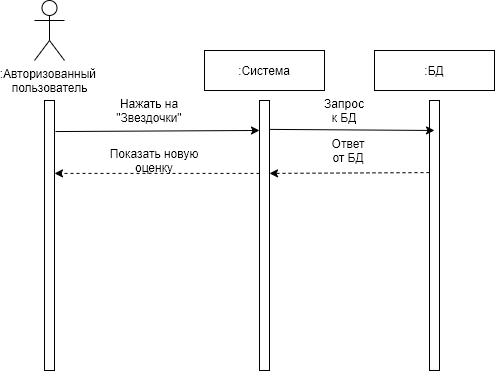 :Авторизованный
пользователь
:Система
:БД
Нажать на
"Звездочки"
Запрос
к БД
Ответ
от БД
Показать новую
оценку